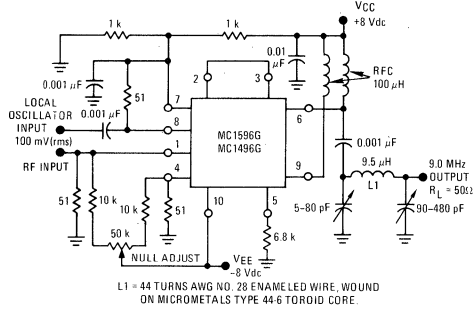 VCC
+8 Vdc
1 k
1 k
0.01
μF
0.001 μF
RFC
100 μH
2
3
51
LOCAL
OSCILLATOR
INPUT
100 mV(rms)
0.001 μF
7
8
6
MC1596G
MC1496G
0.001 μF
RF INPUT
1
4
9
9.5 μH
L1
9.0 MHz
OUTPUT
RL = 50Ω
51
10 k
10 k
51
10
5
5-80 pF
90-480 pF
50 k
6.8 k
NULL ADJUST
VEE
-8 Vdc
L1 = 44 TURNS AWG NO. 28 ENAMELED WIRE, WOUND
ON MICROMETALS TYPE 44-6 TOROID CORE.